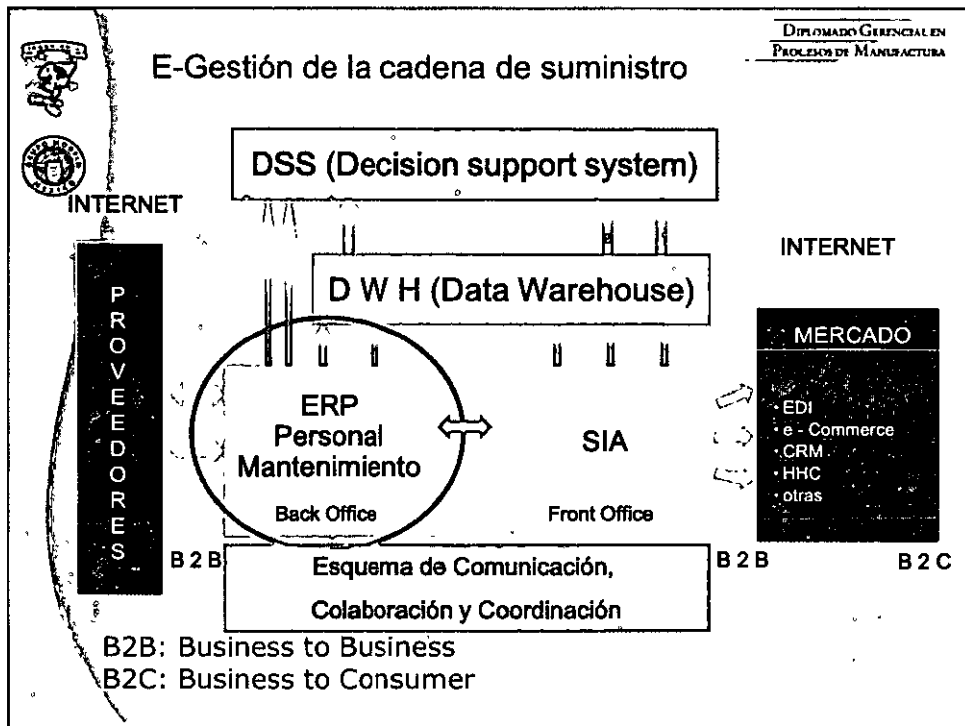 DIPLOMADO GERENCIAL EN
PROCESOS DE MANUFACTURA
E-Gestión de la cadena de suministro
DSS (Decision support system)
INTERNET
INTERNET
D W H (Data Warehouse)
PROVEEDORES
MERCADO
ERP
Personal
Mantenimiento
SIA
• EDI
• e - Commerce
• CRM
• HHC
• otras
Back Office
Front Office
B 2 B
Esquema de Comunicación,
Colaboración y Coordinación
B 2 B
B 2 C
B2B: Business to Business
B2C: Business to Consumer